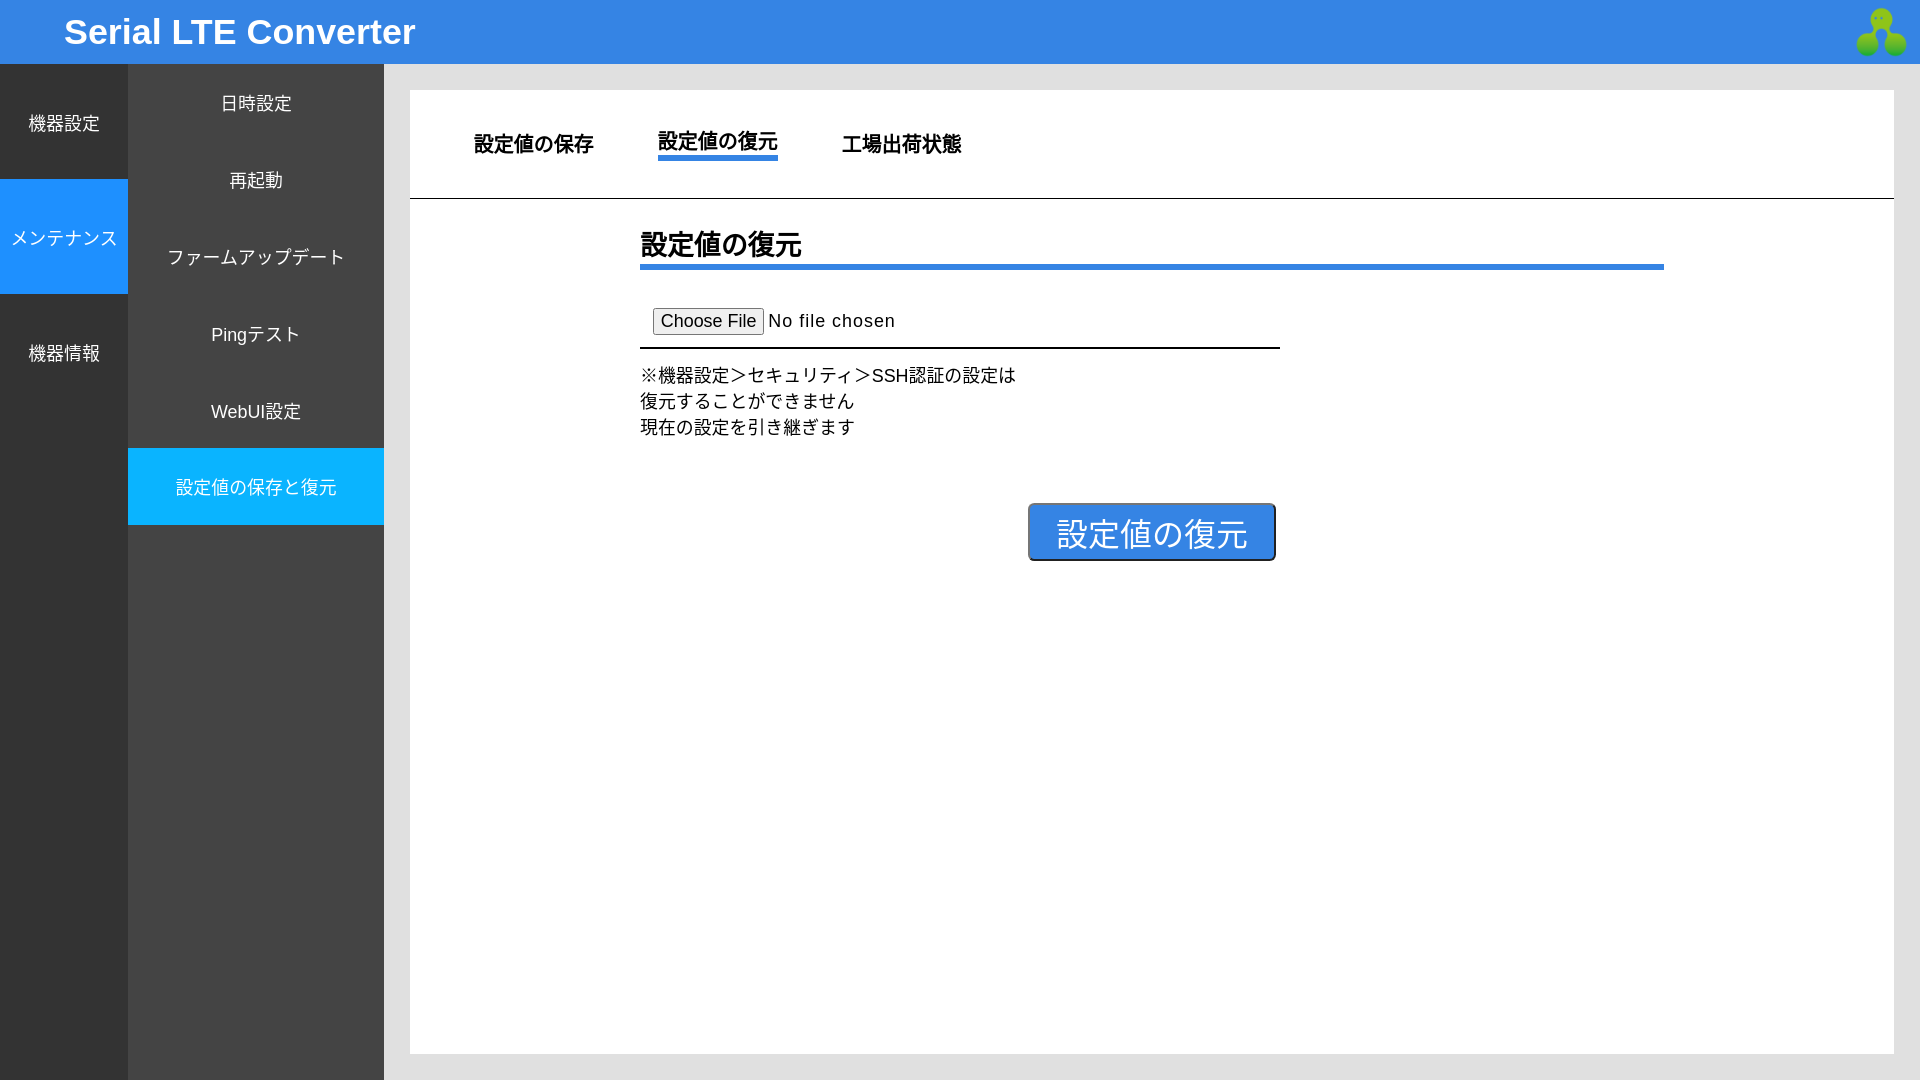 Serial LTE Converter
機器設定
メンテナンス
機器情報
日時設定
再起動
ファームアップデート
Pingテスト
WebUI設定
設定値の保存と復元
設定値の保存
設定値の復元
工場出荷状態
設定値の復元
Choose File No file chosen
※機器設定＞セキュリティ＞SSH認証の設定は
復元することができません
現在の設定を引き継ぎます
設定値の復元